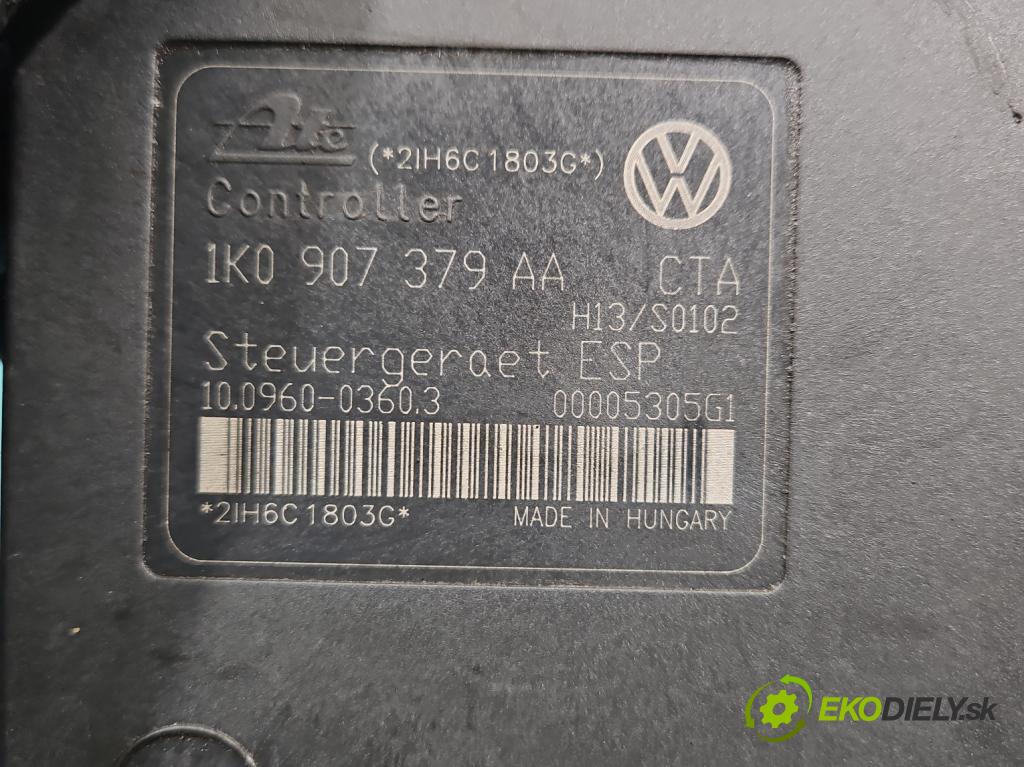 Ate (*2IH6C1803G*)
Controller
1K0 907 379 AA CTA
H13/S0102
Steuergeraet ESP
10.0960-0360.3 00005305G1
*2IH6C1803G* MADE IN HUNGARY
EKODIELY.sk